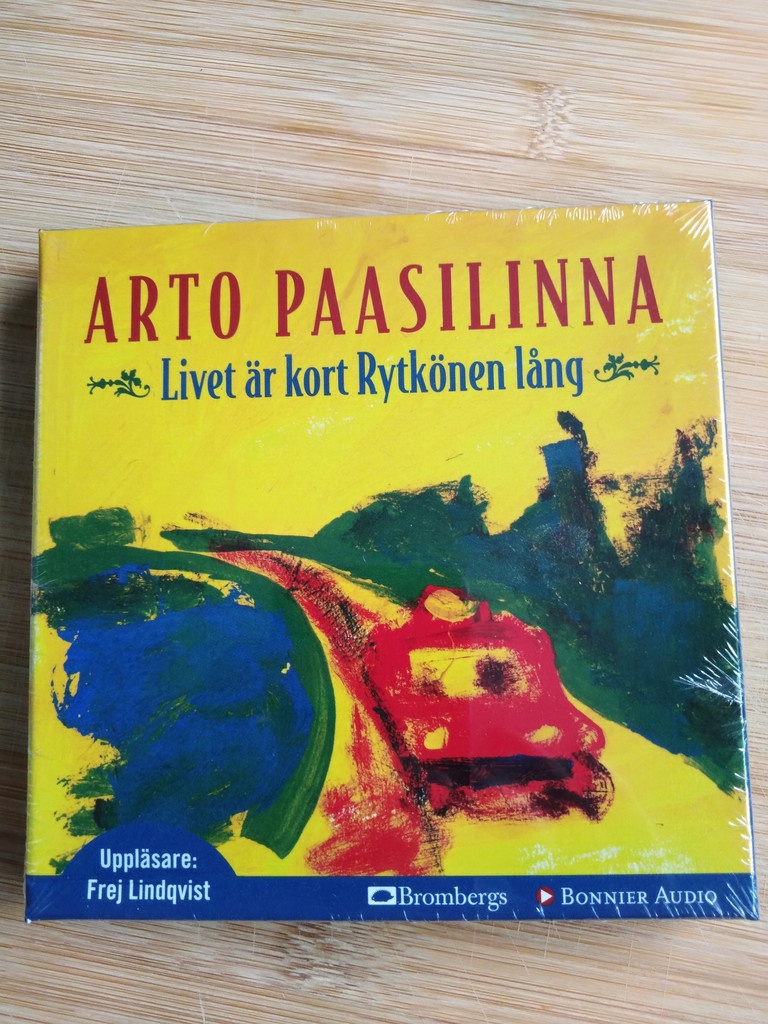 ARTO PAASILINNA
Livet är kort Rytkönen lång
Uppläsare:
Frej Lindqvist
Brombergs
BONNIER AUDIO